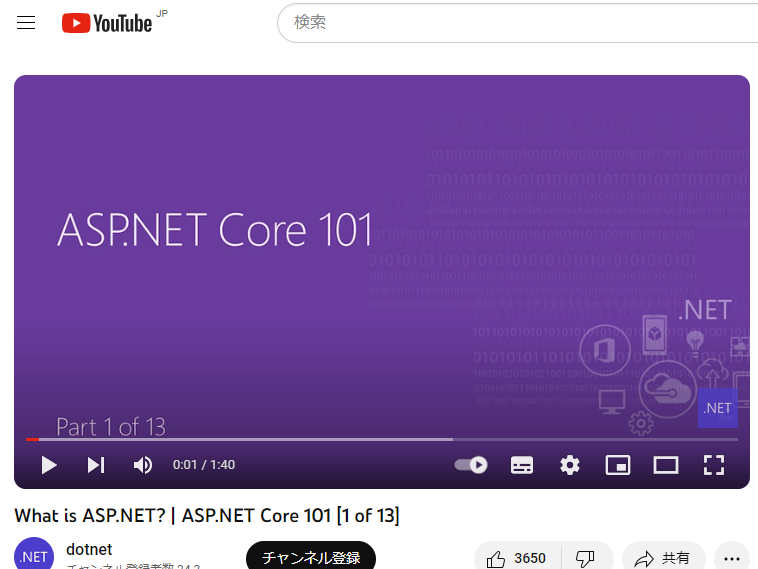 YouTube JP
検索
ASP.NET Core 101
.NET
.NET
Part 1 of 13
0:01 / 1:40
What is ASP.NET? | ASP.NET Core 101 [1 of 13]
.NET
dotnet
チャンネル登録
3650
共有